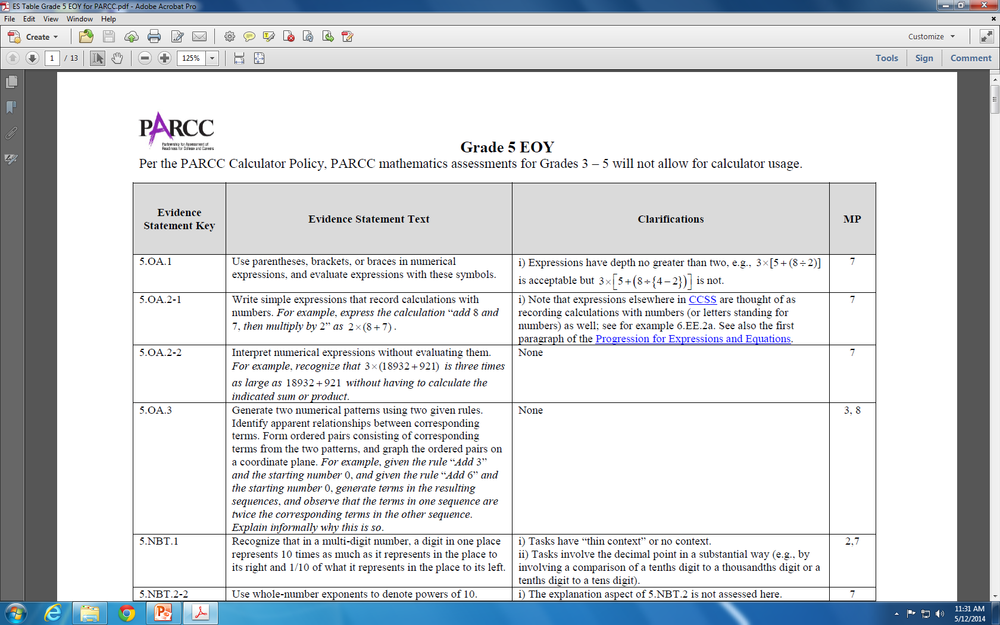 ES Table Grade 5 EOY for PARCC.pdf - Adobe Acrobat Pro
File Edit View Window Help
Create Customize
1 / 13 125% Tools Sign Comment
PARCC
Partnership for Assessment of
Readiness for College and Careers
Grade 5 EOY
Per the PARCC Calculator Policy, PARCC mathematics assessments for Grades 3 – 5 will not allow for calculator usage.
Evidence
Statement Key
Evidence Statement Text
Clarifications
MP
5.OA.1
Use parentheses, brackets, or braces in numerical
expressions, and evaluate expressions with these symbols.
i) Expressions have depth no greater than two, e.g., 3×[5+(8÷2)]
is acceptable but 3×[5+(8÷{4−2})] is not.
7
5.OA.2-1
Write simple expressions that record calculations with
numbers. For example, express the calculation “add 8 and
7, then multiply by 2” as 2×(8+7).
i) Note that expressions elsewhere in CCSS are thought of as
recording calculations with numbers (or letters standing for
numbers) as well; see for example 6.EE.2a. See also the first
paragraph of the Progression for Expressions and Equations.
7
5.OA.2-2
Interpret numerical expressions without evaluating them.
For example, recognize that 3×(18932+921) is three times
as large as 18932+921 without having to calculate the
indicated sum or product.
None
7
5.OA.3
Generate two numerical patterns using two given rules.
Identify apparent relationships between corresponding
terms. Form ordered pairs consisting of corresponding
terms from the two patterns, and graph the ordered pairs on
a coordinate plane. For example, given the rule “Add 3”
and the starting number 0, and given the rule “Add 6” and
the starting number 0, generate terms in the resulting
sequences, and observe that the terms in one sequence are
twice the corresponding terms in the other sequence.
Explain informally why this is so.
None
3, 8
5.NBT.1
Recognize that in a multi-digit number, a digit in one place
represents 10 times as much as it represents in the place to
its right and 1/10 of what it represents in the place to its left.
i) Tasks have “thin context” or no context.
ii) Tasks involve the decimal point in a substantial way (e.g., by
involving a comparison of a tenths digit to a thousandths digit or a
tenths digit to a tens digit).
2,7
5.NBT.2-2
Use whole-number exponents to denote powers of 10.
i) The explanation aspect of 5.NBT.2 is not assessed here.
7
11:31 AM
5/12/2014